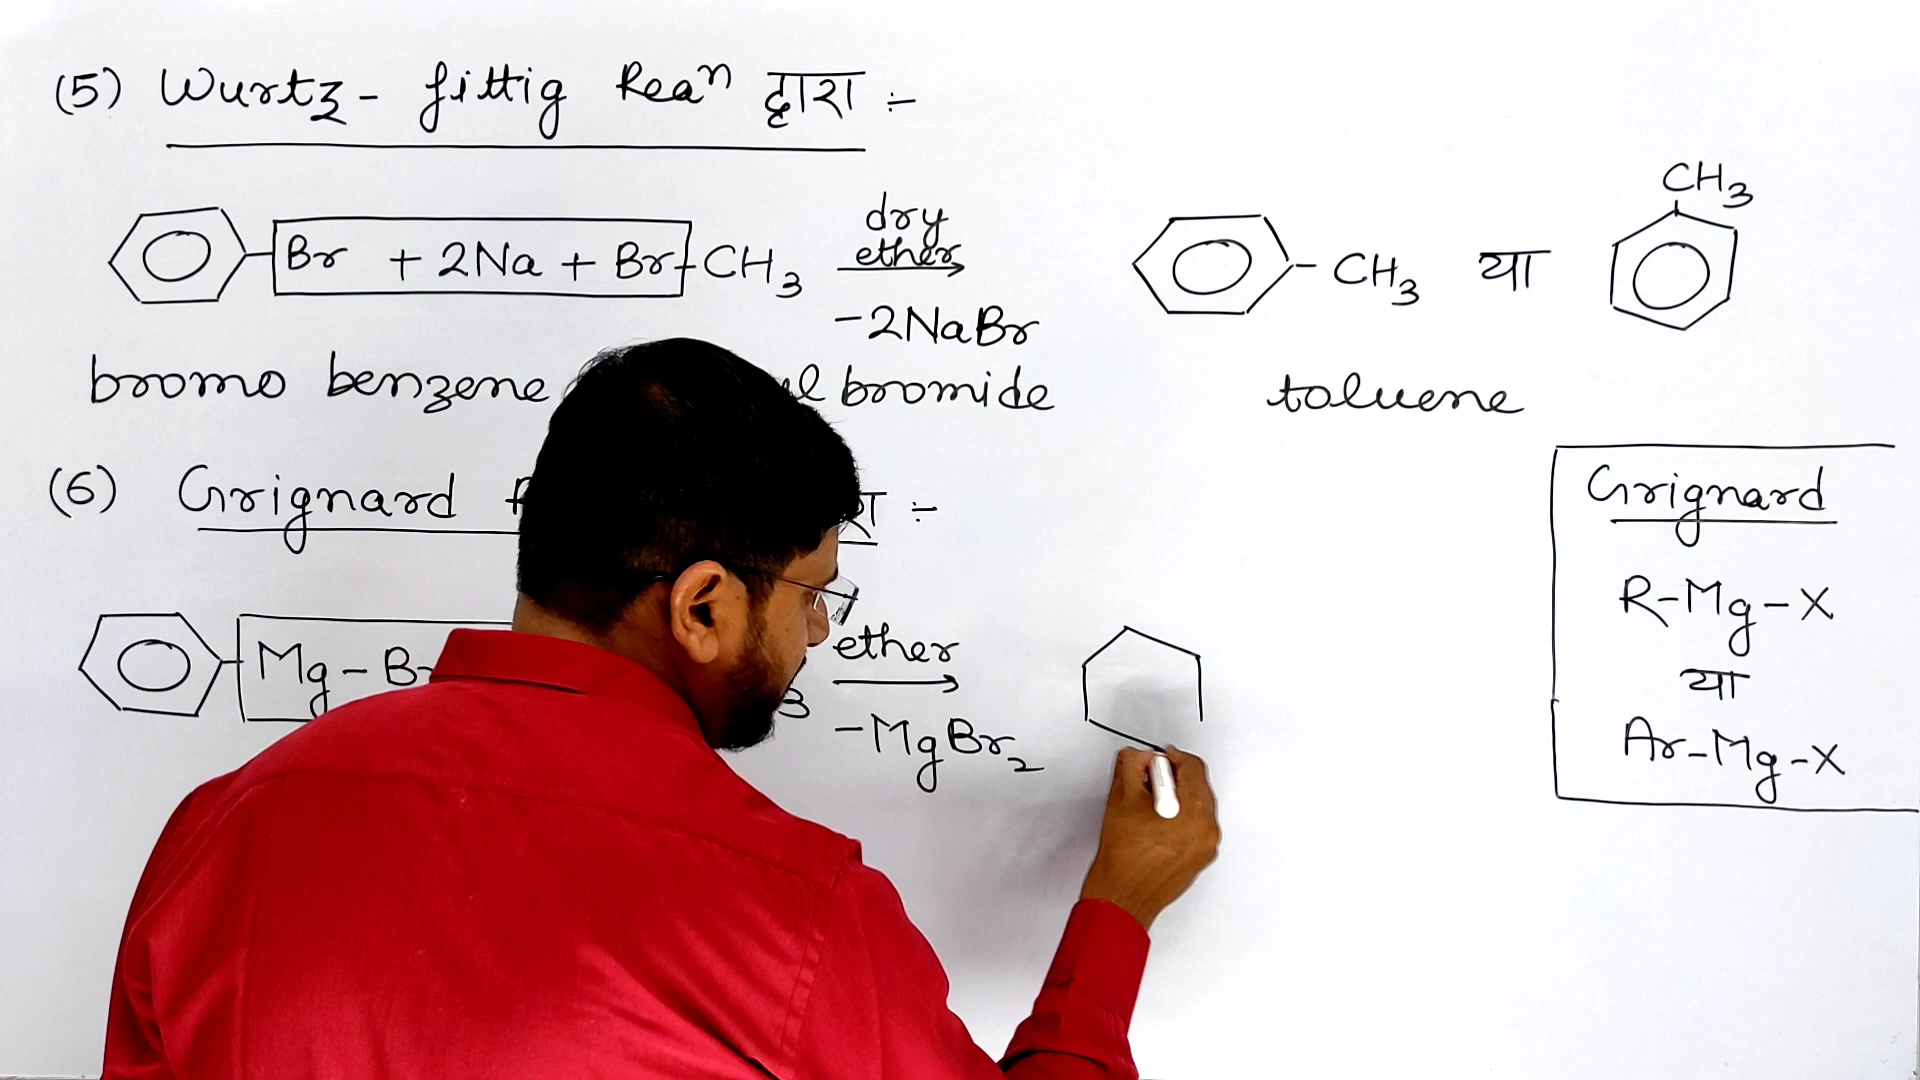 (5) Wurtz - fittig Reaⁿ द्वारा :-
Br + 2Na + Br-CH₃ dry ether → -2NaBr
-CH₃ या CH₃
bromo benzene bromide toluene
(6) Grignard :-
Mg - Br ether → -MgBr₂
Grignard
R-Mg-X
या
Ar-Mg-X